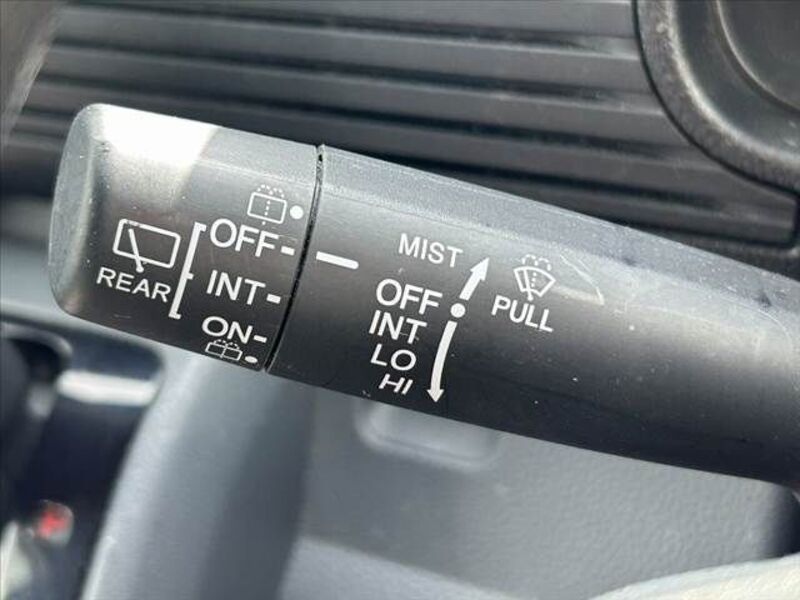 REAR
OFF
INT
ON
MIST
OFF
INT
LO
HI
PULL